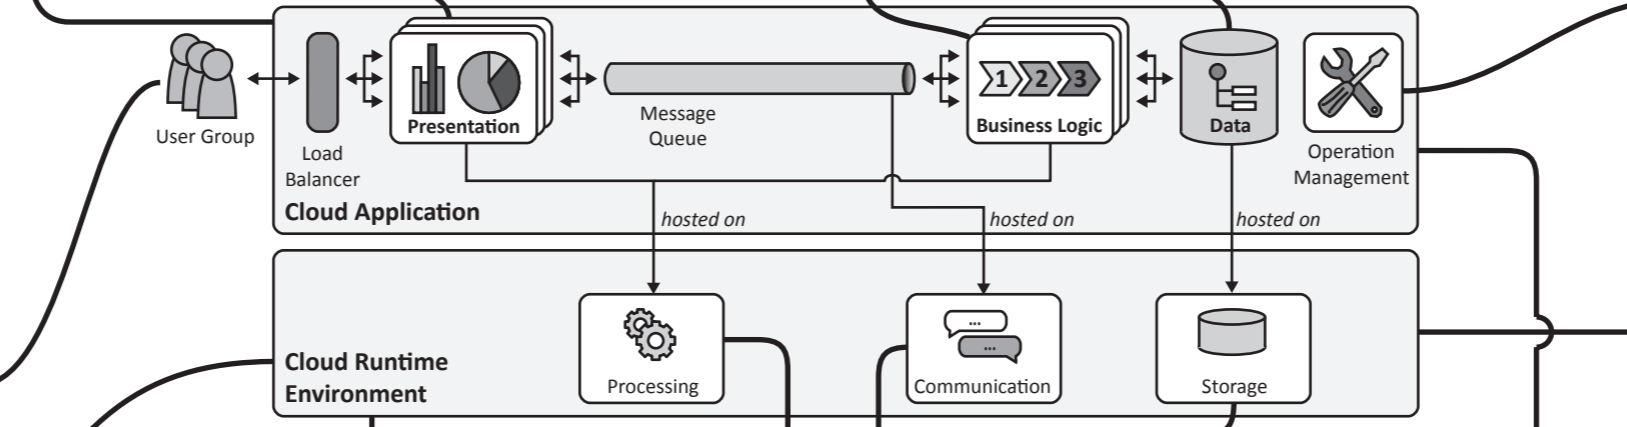 1 2 3
Presentation
Business Logic
Data
Message
Queue
User Group
Load
Balancer
Operation
Management
Cloud Application
hosted on
hosted on
hosted on
...
...
Cloud Runtime
Environment
Processing
Communication
Storage